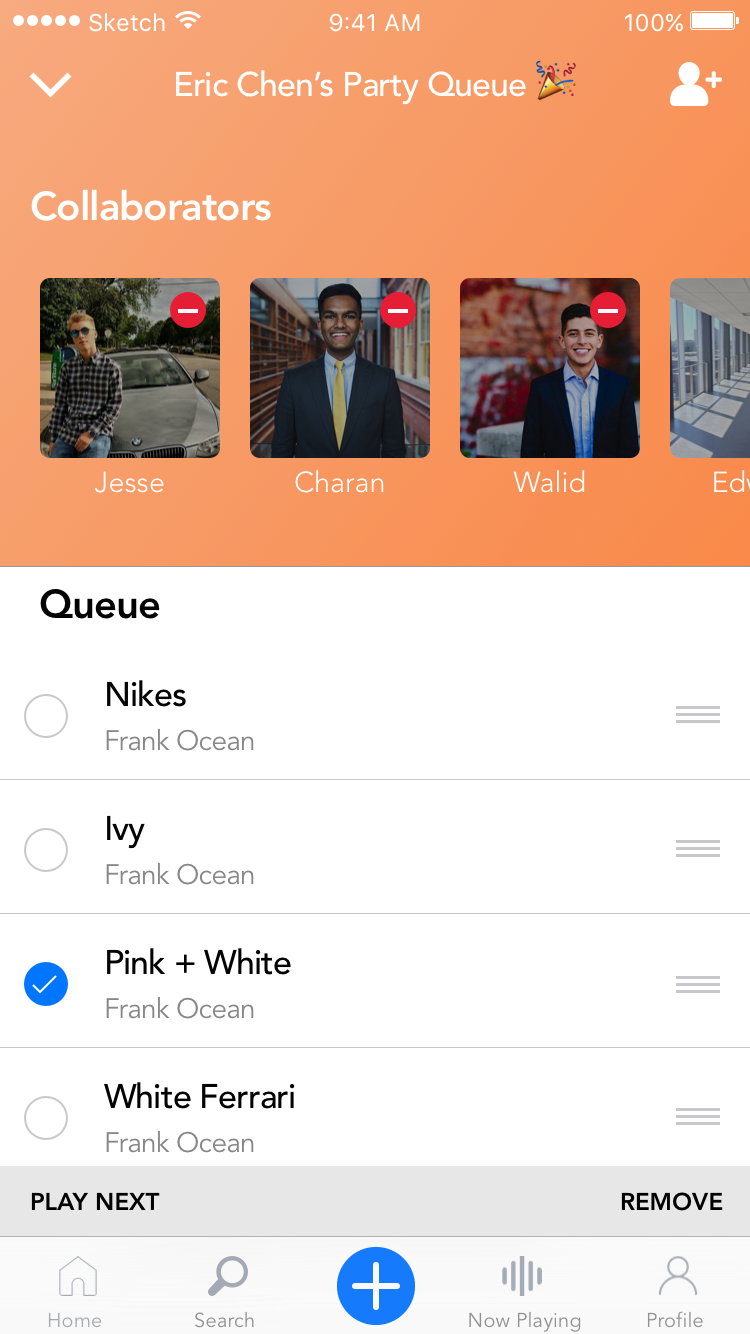 Sketch 9:41 AM 100%
Eric Chen’s Party Queue 🎉
Collaborators
Jesse Charan Walid
Queue
Nikes
Frank Ocean
Ivy
Frank Ocean
Pink + White
Frank Ocean
White Ferrari
Frank Ocean
PLAY NEXT REMOVE
Home Search Now Playing Profile